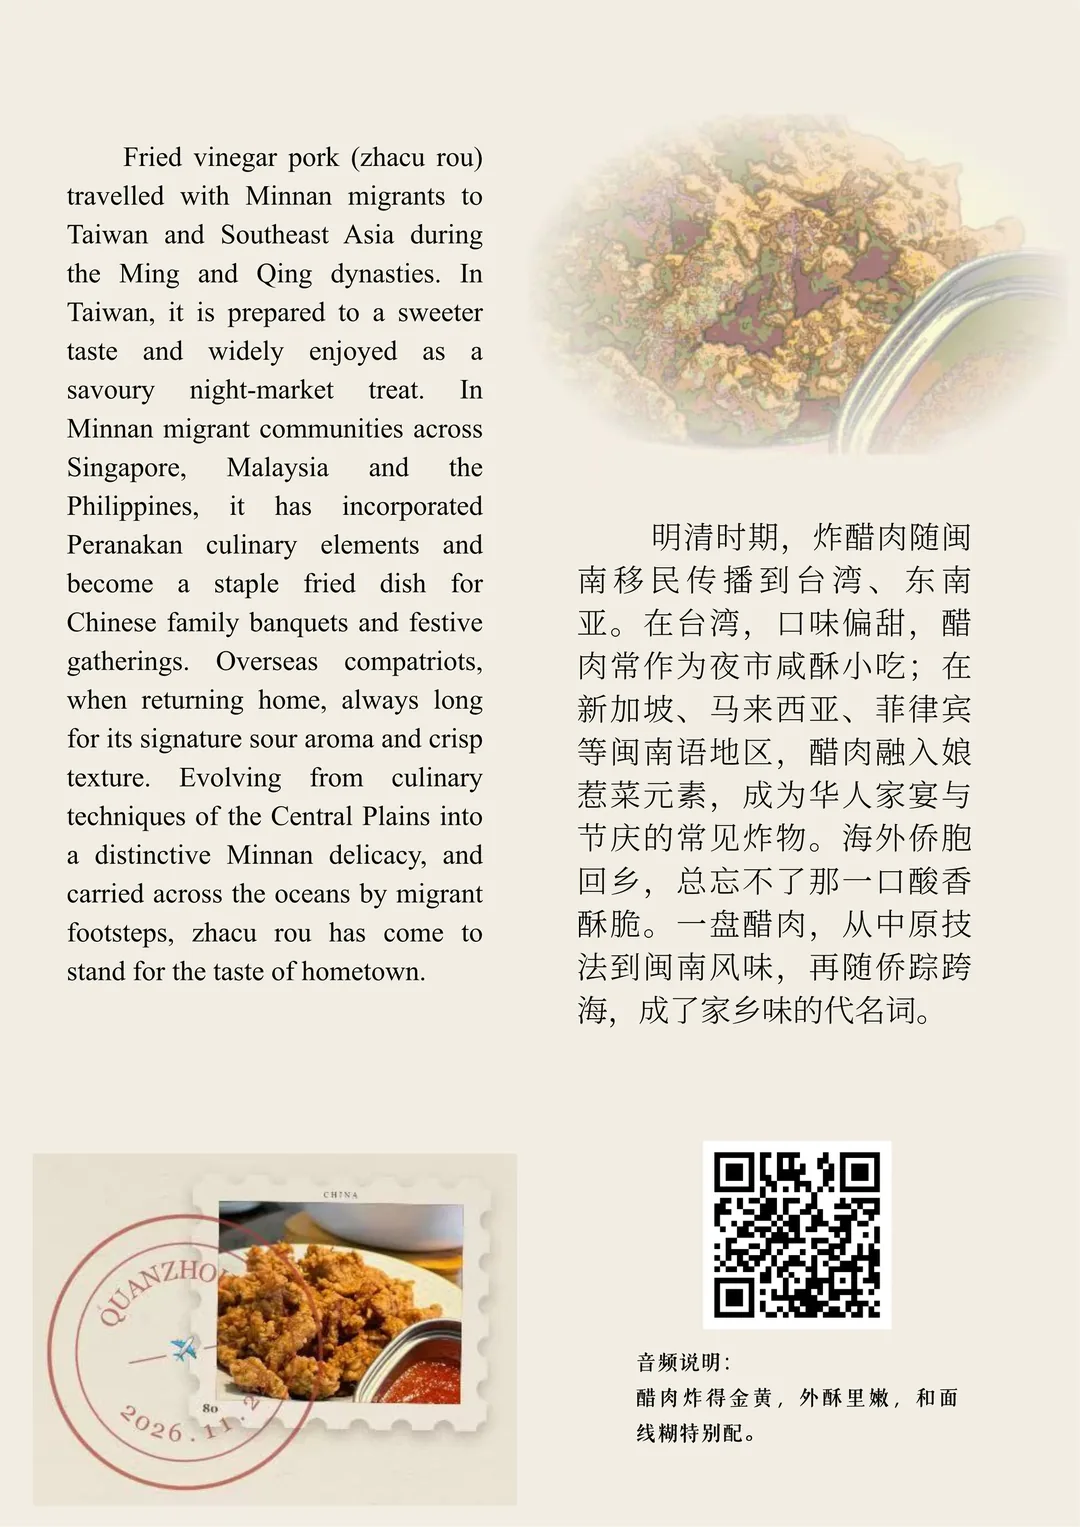 Fried vinegar pork (zhacu rou)
travelled with Minnan migrants to
Taiwan and Southeast Asia during
the Ming and Qing dynasties. In
Taiwan, it is prepared to a sweeter
taste and widely enjoyed as a
savoury night-market treat. In
Minnan migrant communities across
Singapore, Malaysia and the
Philippines, it has incorporated
Peranakan culinary elements and
become a staple fried dish for
Chinese family banquets and festive
gatherings. Overseas compatriots,
when returning home, always long
for its signature sour aroma and crisp
texture. Evolving from culinary
techniques of the Central Plains into
a distinctive Minnan delicacy, and
carried across the oceans by migrant
footsteps, zhacu rou has come to
stand for the taste of hometown.
明清时期，炸醋肉随闽
南移民传播到台湾、东南
亚。在台湾，口味偏甜，醋
肉常作为夜市咸酥小吃；在
新加坡、马来西亚、菲律宾
等闽南语地区，醋肉融入娘
惹菜元素，成为华人家宴与
节庆的常见炸物。海外侨胞
回乡，总忘不了那一口酸香
酥脆。一盘醋肉，从中原技
法到闽南风味，再随侨踪跨
海，成了家乡味的代名词。
CHINA
80
音频说明：
醋肉炸得金黄，外酥里嫩，和面
线糊特别配。